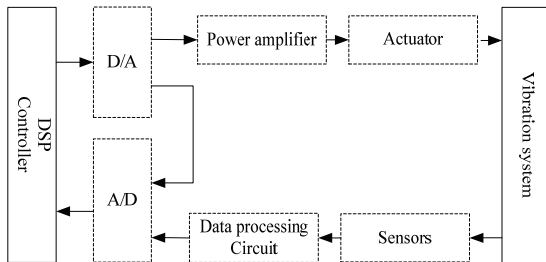 DSP
Controller
D/A
Power amplifier
Actuator
Vibration system
A/D
Data processing
Circuit
Sensors